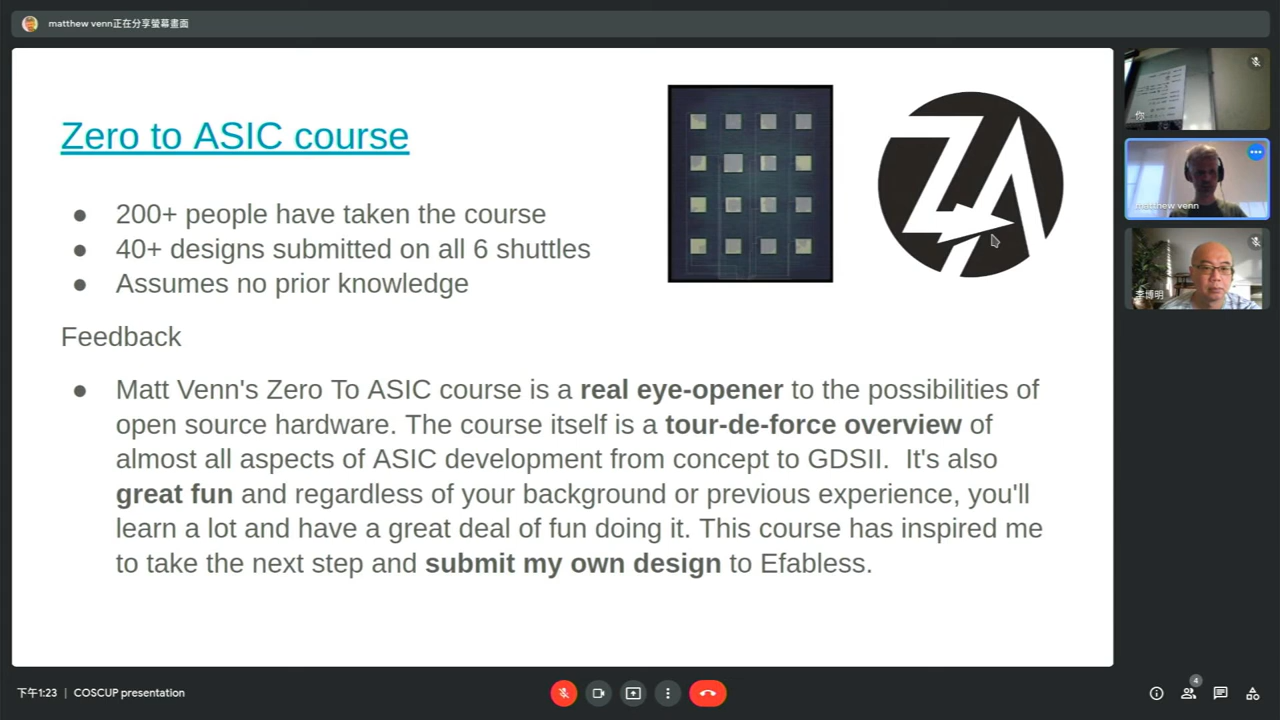 matthew venn正在分享螢幕畫面
Zero to ASIC course
● 200+ people have taken the course
● 40+ designs submitted on all 6 shuttles
● Assumes no prior knowledge
Feedback
● Matt Venn's Zero To ASIC course is a real eye-opener to the possibilities of
open source hardware. The course itself is a tour-de-force overview of
almost all aspects of ASIC development from concept to GDSII. It's also
great fun and regardless of your background or previous experience, you'll
learn a lot and have a great deal of fun doing it. This course has inspired me
to take the next step and submit my own design to Efabless.
ZA
你
matthew venn
李博明
下午1:23 | COSCUP presentation
4